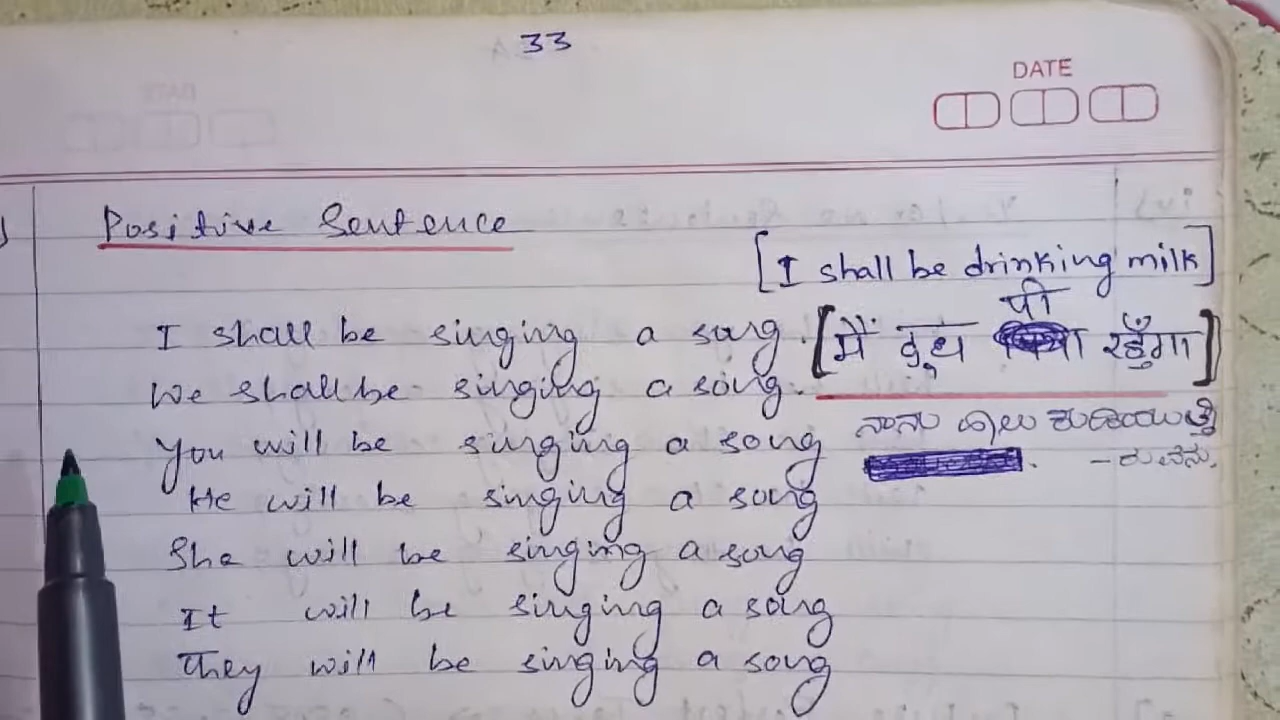 33
DATE
Positive Sentence
[I shall be drinking milk]
I shall be singing a song.
[मैं दूध पी रहुँगा]
We shall be singing a song.
ನಾನು ಹಾಲು ಕುಡಿಯುತ್ತಿ
You will be singing a song
-ರುವೆನು.
He will be singing a song
She will be singing a song
It will be singing a song
They will be singing a song